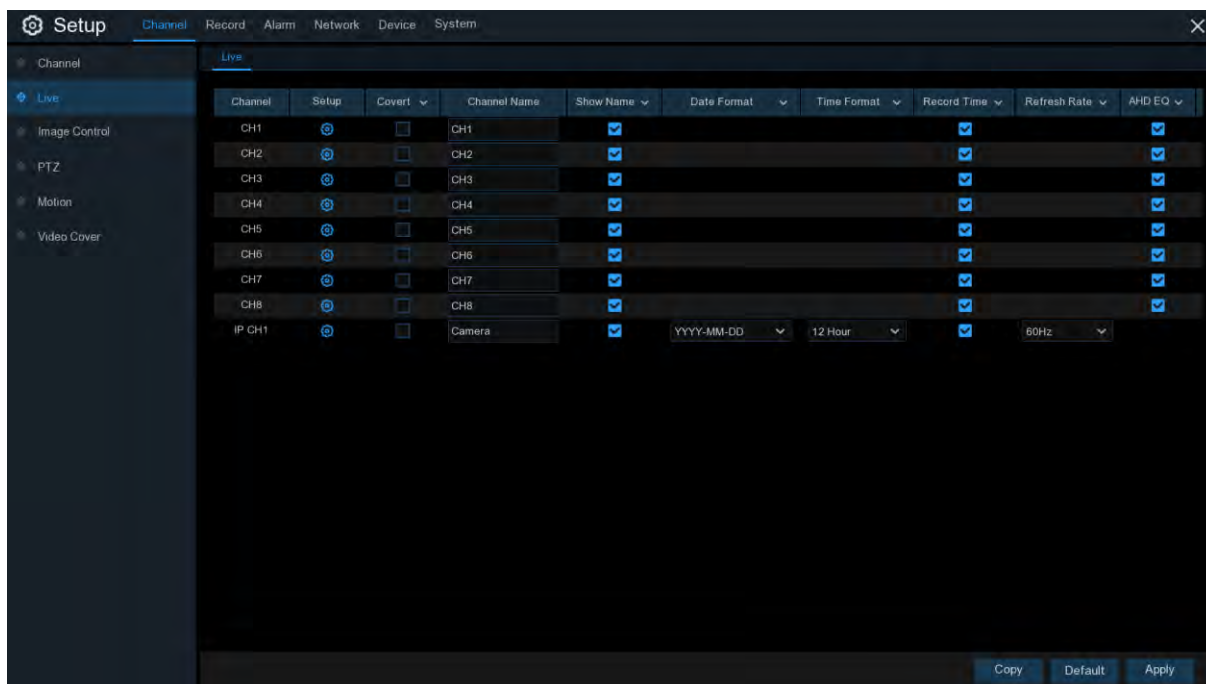 Setup Channel Record Alarm Network Device System
Channel
Live
Image Control
PTZ
Motion
Video Cover
Live
Channel Setup Covert Channel Name Show Name Date Format Time Format Record Time Refresh Rate AHD EQ
CH1 CH1
CH2 CH2
CH3 CH3
CH4 CH4
CH5 CH5
CH6 CH6
CH7 CH7
CH8 CH8
IP CH1 Camera YYYY-MM-DD 12 Hour 60Hz
Copy Default Apply